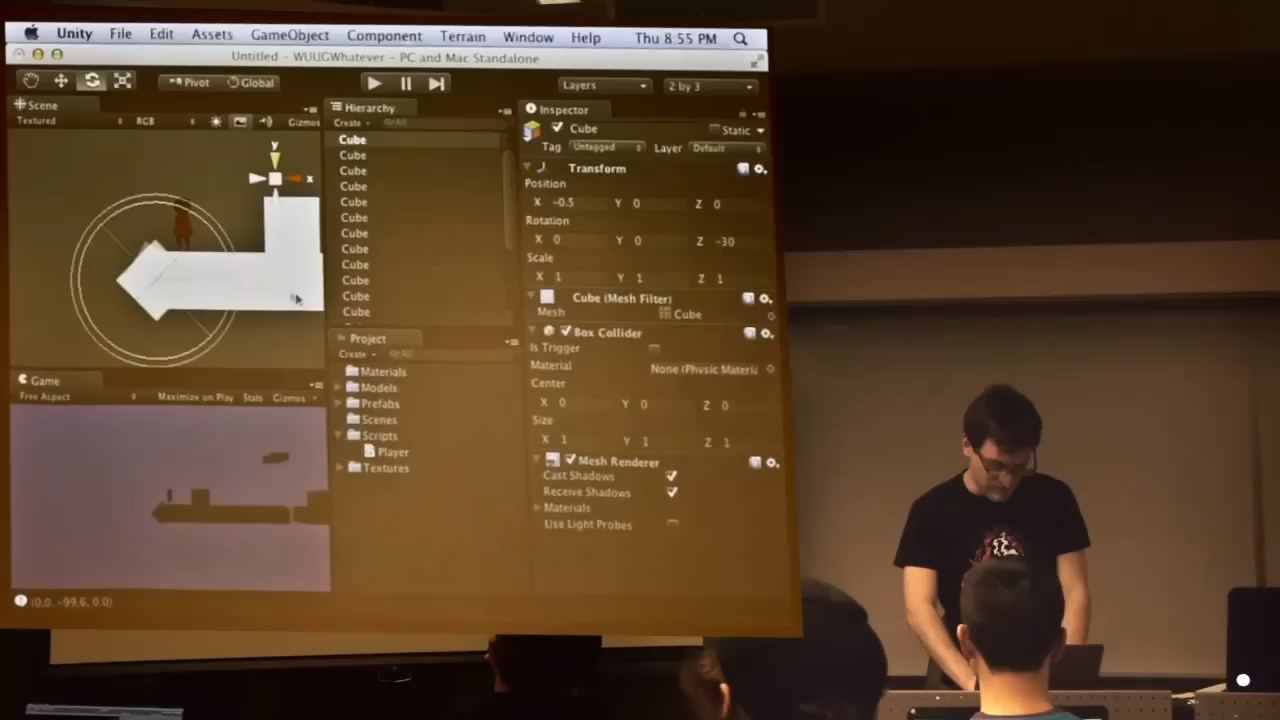 Unity File Edit Assets GameObject Component Terrain Window Help Thu 8:55 PM
Untitled - WUUGWhatever - PC and Mac Standalone
Pivot Global Layers 2 by 3
Scene
Textured RGB Gizmos
y
x
Hierarchy
Create All
Cube
Cube
Cube
Cube
Cube
Cube
Cube
Cube
Cube
Cube
Cube
Cube
Project
Create All
Materials
Models
Prefabs
Scenes
Scripts
Player
Textures
Game
Free Aspect Maximize on Play Stats Gizmos
(0.0, -99.6, 0.0)
Inspector
Cube Static
Tag Untagged Layer Default
Transform
Position
X -0.5 Y 0 Z 0
Rotation
X 0 Y 0 Z -30
Scale
X 1 Y 1 Z 1
Cube (Mesh Filter)
Mesh Cube
Box Collider
Is Trigger
Material None (Physic Materia
Center
X 0 Y 0 Z 0
Size
X 1 Y 1 Z 1
Mesh Renderer
Cast Shadows
Receive Shadows
Materials
Use Light Probes